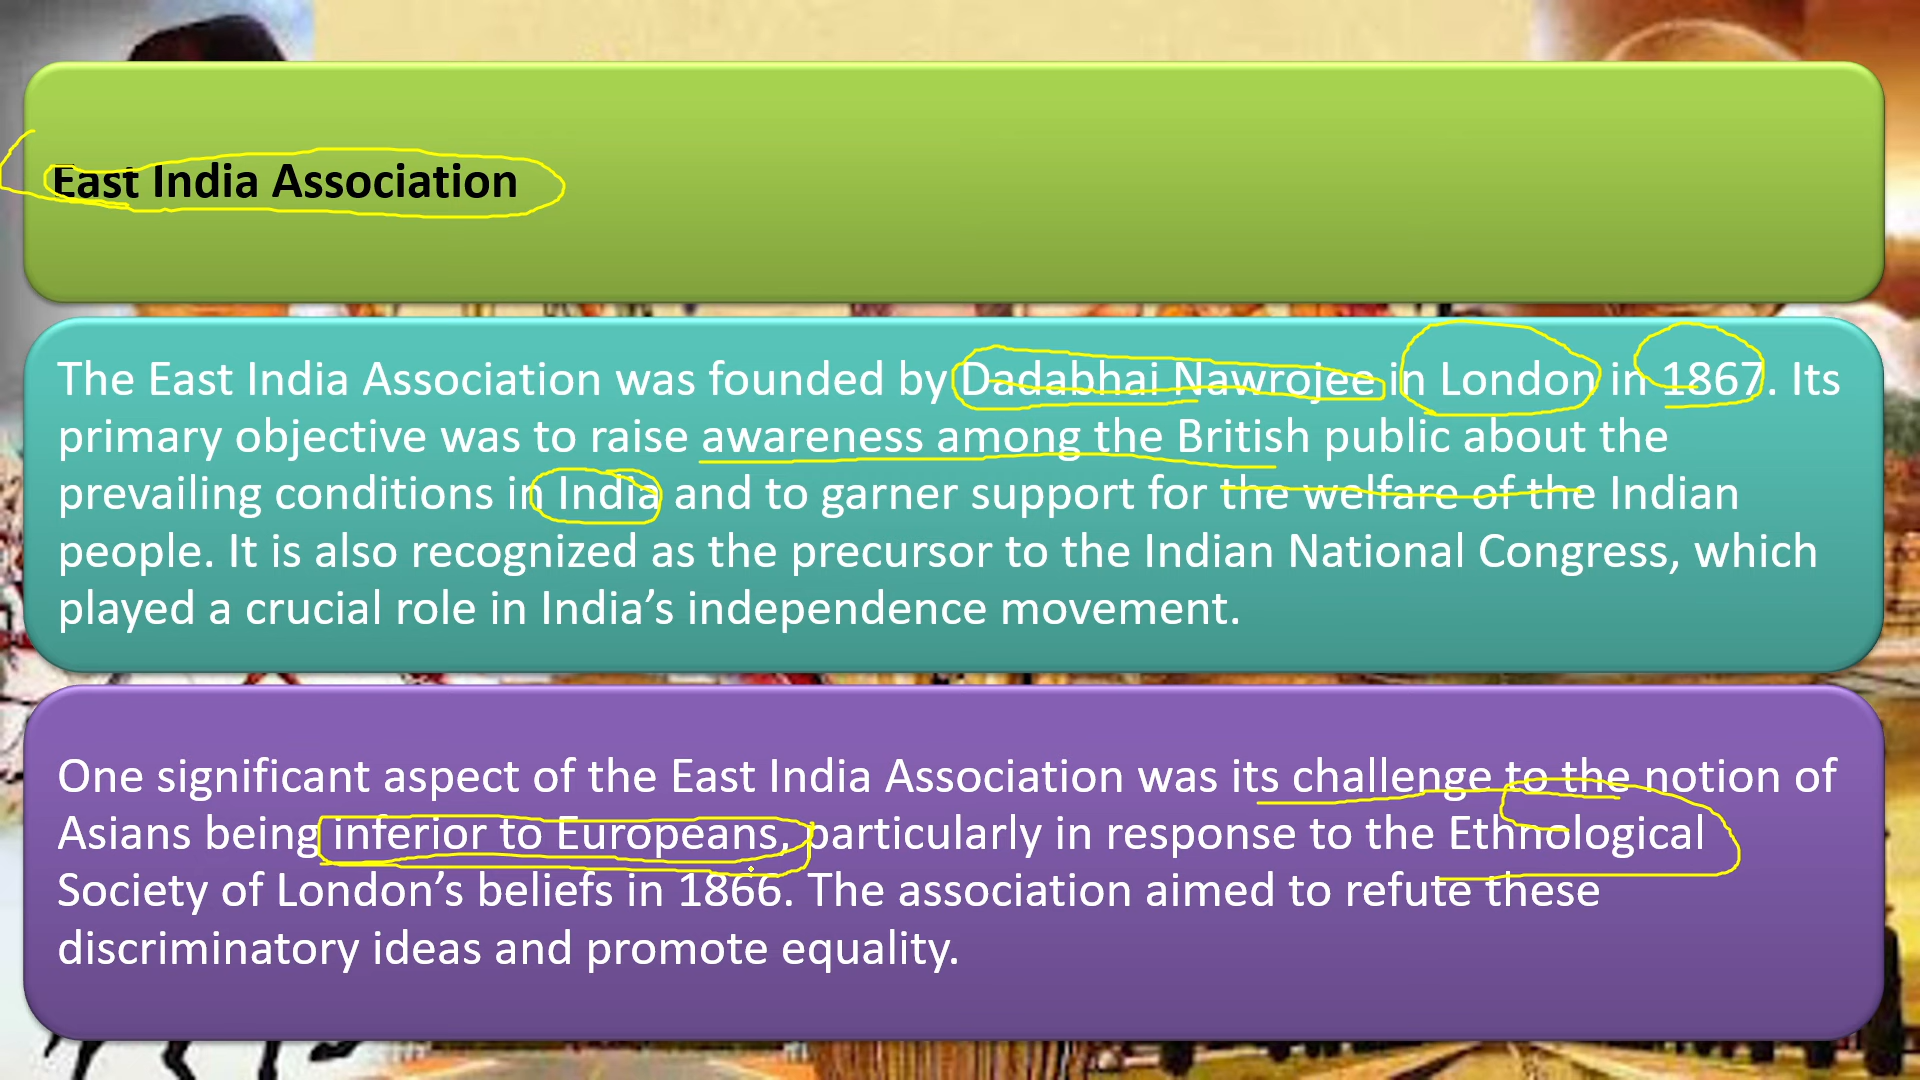 East India Association
The East India Association was founded by Dadabhai Nawrojee in London in 1867. Its
primary objective was to raise awareness among the British public about the
prevailing conditions in India and to garner support for the welfare of the Indian
people. It is also recognized as the precursor to the Indian National Congress, which
played a crucial role in India’s independence movement.
One significant aspect of the East India Association was its challenge to the notion of
Asians being inferior to Europeans, particularly in response to the Ethnological
Society of London’s beliefs in 1866. The association aimed to refute these
discriminatory ideas and promote equality.